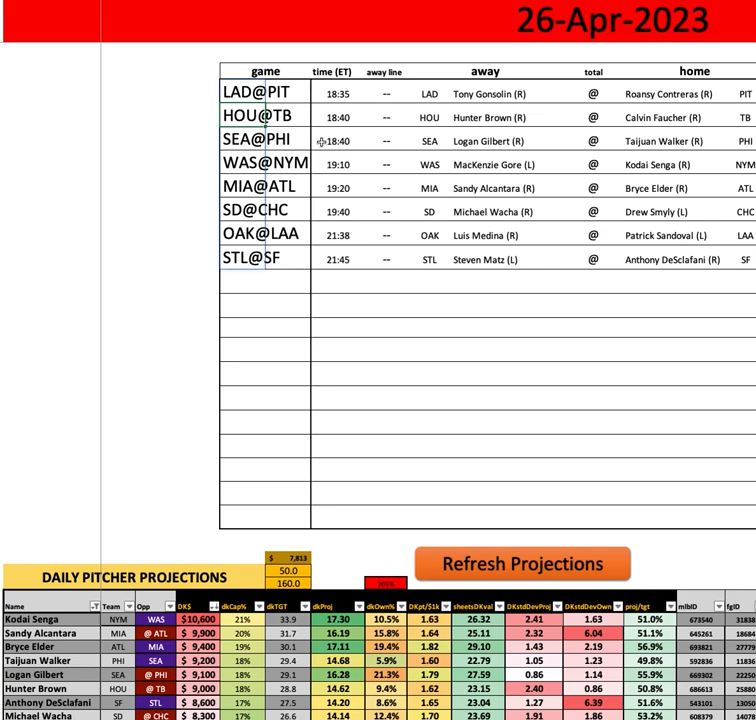 26-Apr-2023
game time (ET) away line away total home
LAD@PIT 18:35 -- LAD Tony Gonsolin (R) @ Roansy Contreras (R) PIT
HOU@TB 18:40 -- HOU Hunter Brown (R) @ Calvin Faucher (R) TB
SEA@PHI 18:40 -- SEA Logan Gilbert (R) @ Taijuan Walker (R) PHI
WAS@NYM 19:10 -- WAS MacKenzie Gore (L) @ Kodai Senga (R) NYM
MIA@ATL 19:20 -- MIA Sandy Alcantara (R) @ Bryce Elder (R) ATL
SD@CHC 19:40 -- SD Michael Wacha (R) @ Drew Smyly (L) CHC
OAK@LAA 21:38 -- OAK Luis Medina (R) @ Patrick Sandoval (L) LAA
STL@SF 21:45 -- STL Steven Matz (L) @ Anthony DeSclafani (R) SF
$ 7,813
DAILY PITCHER PROJECTIONS 50.0 Refresh Projections
160.0
Name Team Opp DK$ dkCap% dkTGT dkProj dkOwn% DKpt/$1k sheetsDKval DKstdDevProj DKstdDevOwn proj/tgt mlbID fgID
Kodai Senga NYM WAS $10,600 21% 33.9 17.30 10.5% 1.63 26.32 2.41 1.63 51.0% 673540 31838
Sandy Alcantara MIA @ ATL $ 9,900 20% 31.7 16.19 15.8% 1.64 25.11 2.32 6.04 51.1% 645261 18684
Bryce Elder ATL MIA $ 9,400 19% 30.1 17.11 19.4% 1.82 29.10 1.43 2.19 56.9% 693821 27779
Taijuan Walker PHI SEA $ 9,200 18% 29.4 14.68 5.9% 1.60 22.79 1.05 1.23 49.8% 592836 11836
Logan Gilbert SEA @ PHI $ 9,100 18% 29.1 16.28 21.3% 1.79 27.59 0.86 1.14 55.9% 669302 22250
Hunter Brown HOU @ TB $ 9,000 18% 28.8 14.62 9.4% 1.62 23.15 2.40 0.86 50.8% 686613 25880
Anthony DeSclafani SF STL $ 8,600 17% 27.5 14.20 8.6% 1.65 23.04 1.27 6.39 51.6% 543101
Michael Wacha SD @ CHC $ 8,300 17% 26.6 14.14 12.4% 1.70 23.69 1.91 1.86 53.2%